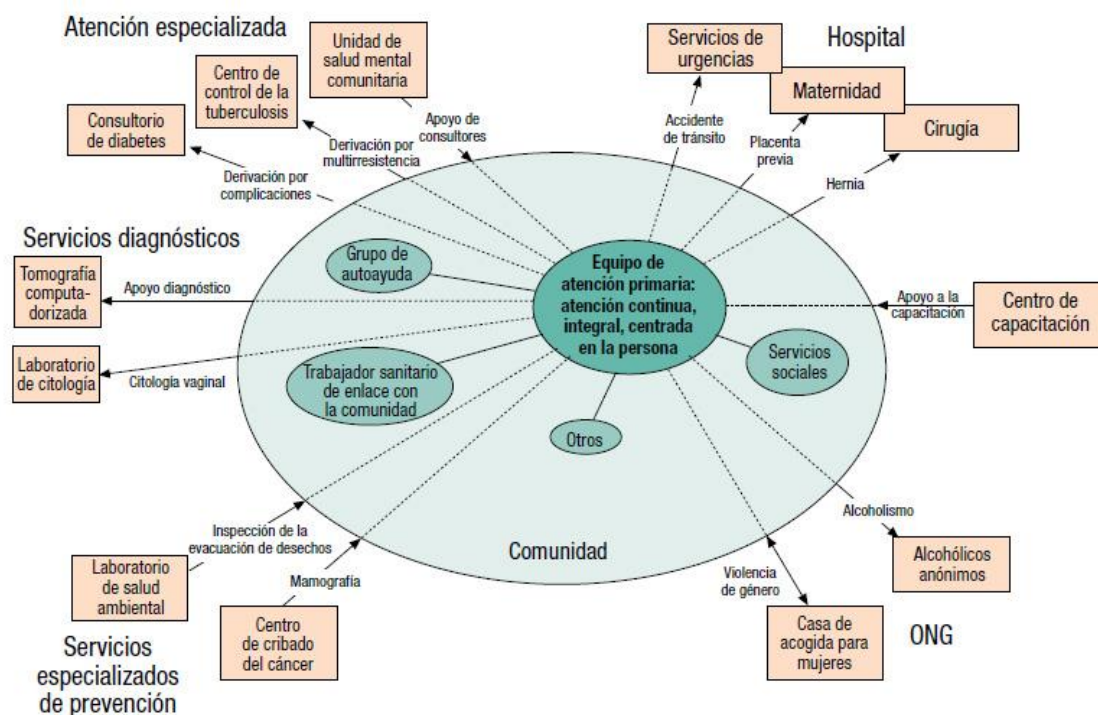 Atención especializada
Unidad de
salud mental
comunitaria
Centro de
control de la
tuberculosis
Consultorio
de diabetes
Apoyo de
consultores
Derivación por
multirresistencia
Derivación por
complicaciones
Servicios de
urgencias
Hospital
Maternidad
Cirugía
Accidente
de tránsito
Placenta
previa
Hernia
Servicios diagnósticos
Tomografía
computa-
dorizada
Apoyo diagnóstico
Laboratorio
de citología
Citología vaginal
Grupo de
autoayuda
Equipo de
atención primaria:
atención continua,
integral, centrada
en la persona
Trabajador sanitario
de enlace con
la comunidad
Servicios
sociales
Otros
Apoyo a la
capacitación
Centro de
capacitación
Comunidad
Inspección de la
evacuación de desechos
Laboratorio
de salud
ambiental
Mamografía
Centro
de cribado
del cáncer
Servicios
especializados
de prevención
Alcoholismo
Alcohólicos
anónimos
Violencia
de género
Casa de
acogida para
mujeres
ONG